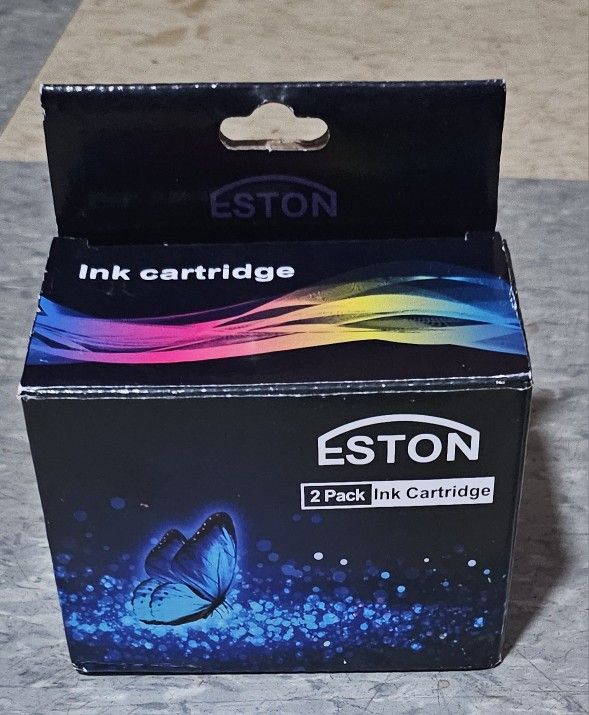 ESTON
Ink cartridge
ESTON
2 Pack Ink Cartridge